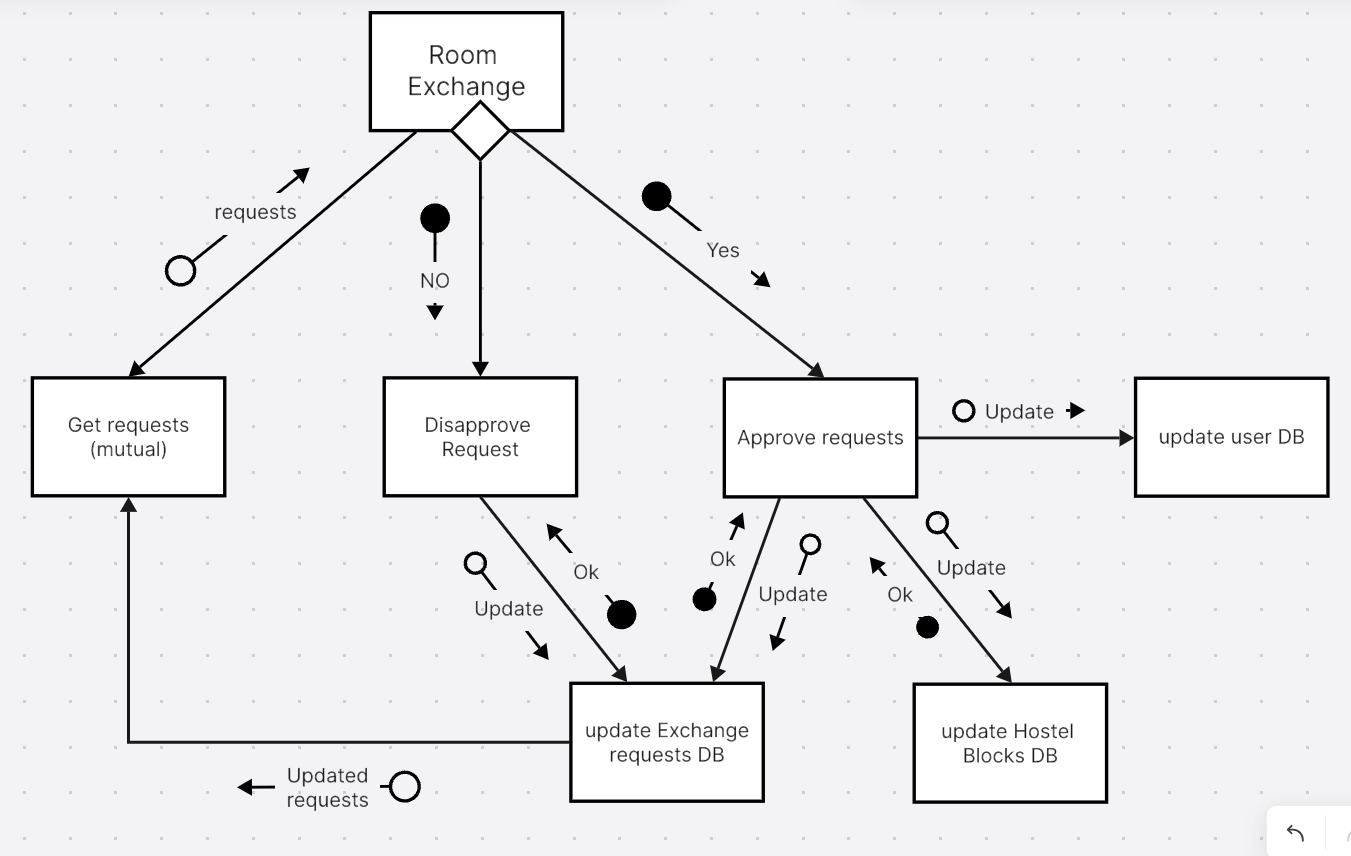 Room
Exchange
requests
NO
Yes
Get requests
(mutual)
Disapprove
Request
Approve requests
Update
update user DB
Ok
Update
Ok
Update
Ok
Update
update Exchange
requests DB
update Hostel
Blocks DB
Updated
requests